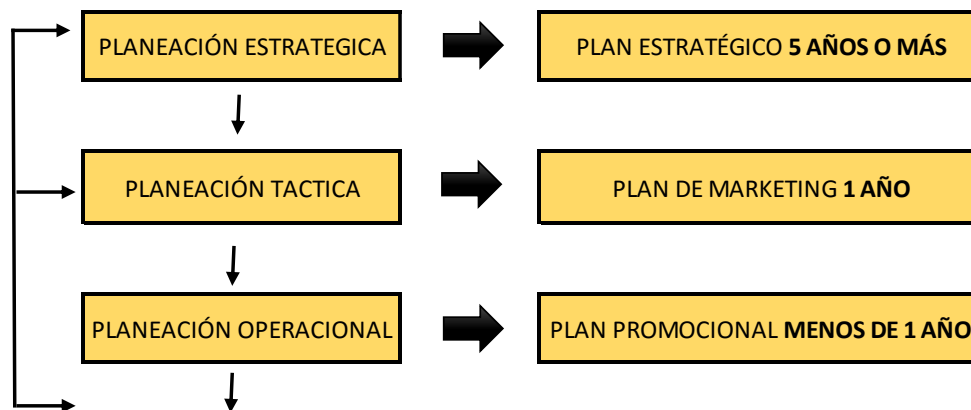 PLANEACIÓN ESTRATEGICA
PLAN ESTRATÉGICO 5 AÑOS O MÁS
PLANEACIÓN TACTICA
PLAN DE MARKETING 1 AÑO
PLANEACIÓN OPERACIONAL
PLAN PROMOCIONAL MENOS DE 1 AÑO